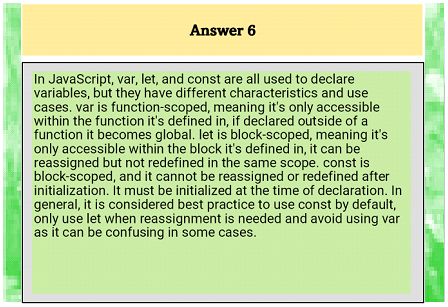 Answer 6
In JavaScript, var, let, and const are all used to declare
variables, but they have different characteristics and use
cases. var is function-scoped, meaning it's only accessible
within the function it's defined in, if declared outside of a
function it becomes global. let is block-scoped, meaning it's
only accessible within the block it's defined in, it can be
reassigned but not redefined in the same scope. const is
block-scoped, and it cannot be reassigned or redefined after
initialization. It must be initialized at the time of declaration. In
general, it is considered best practice to use const by default,
only use let when reassignment is needed and avoid using var
as it can be confusing in some cases.